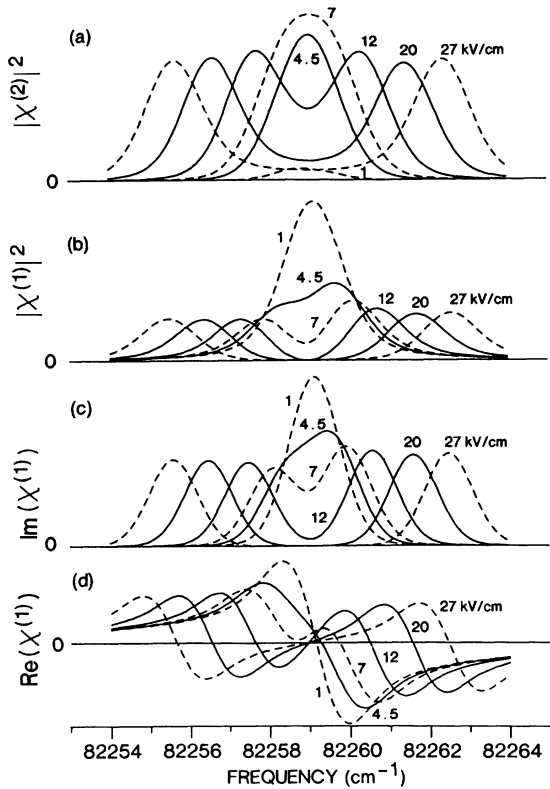 (a)
7
4.5
12
20
27 kV/cm
1
|χ(2)|2
0
(b)
1
4.5
7
12
20
27 kV/cm
|χ(1)|2
0
(c)
1
4.5
7
12
20
27 kV/cm
Im(χ(1))
0
(d)
27 kV/cm
20
12
7
4.5
1
Re(χ(1))
0
82254 82256 82258 82260 82262 82264
FREQUENCY (cm−1)